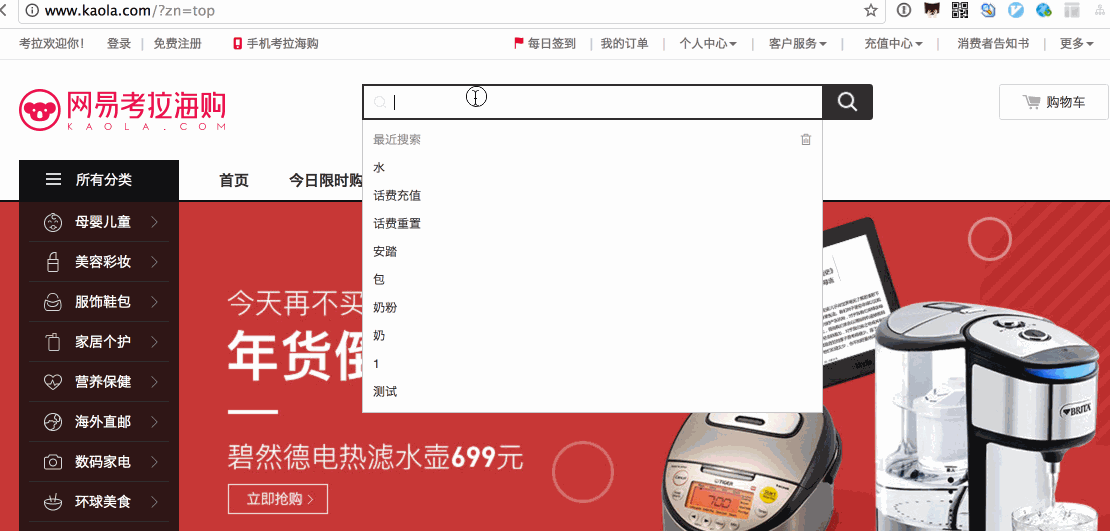 www.kaola.com/?zn=top
考拉欢迎你！ 登录 | 免费注册 手机考拉海购 每日签到 | 我的订单 | 个人中心 | 客户服务 | 充值中心 | 消费者告知书 | 更多
网易考拉海购
KAOLA.COM
购物车
最近搜索
水
话费充值
话费重置
安踏
包
奶粉
奶
1
测试
所有分类 首页 今日限时购
母婴儿童
美容彩妆
服饰鞋包
家居个护
营养保健
海外直邮
数码家电
环球美食
今天再不买
年货倒
碧然德电热滤水壶699元
立即抢购
BRITA
TIGER
7:00